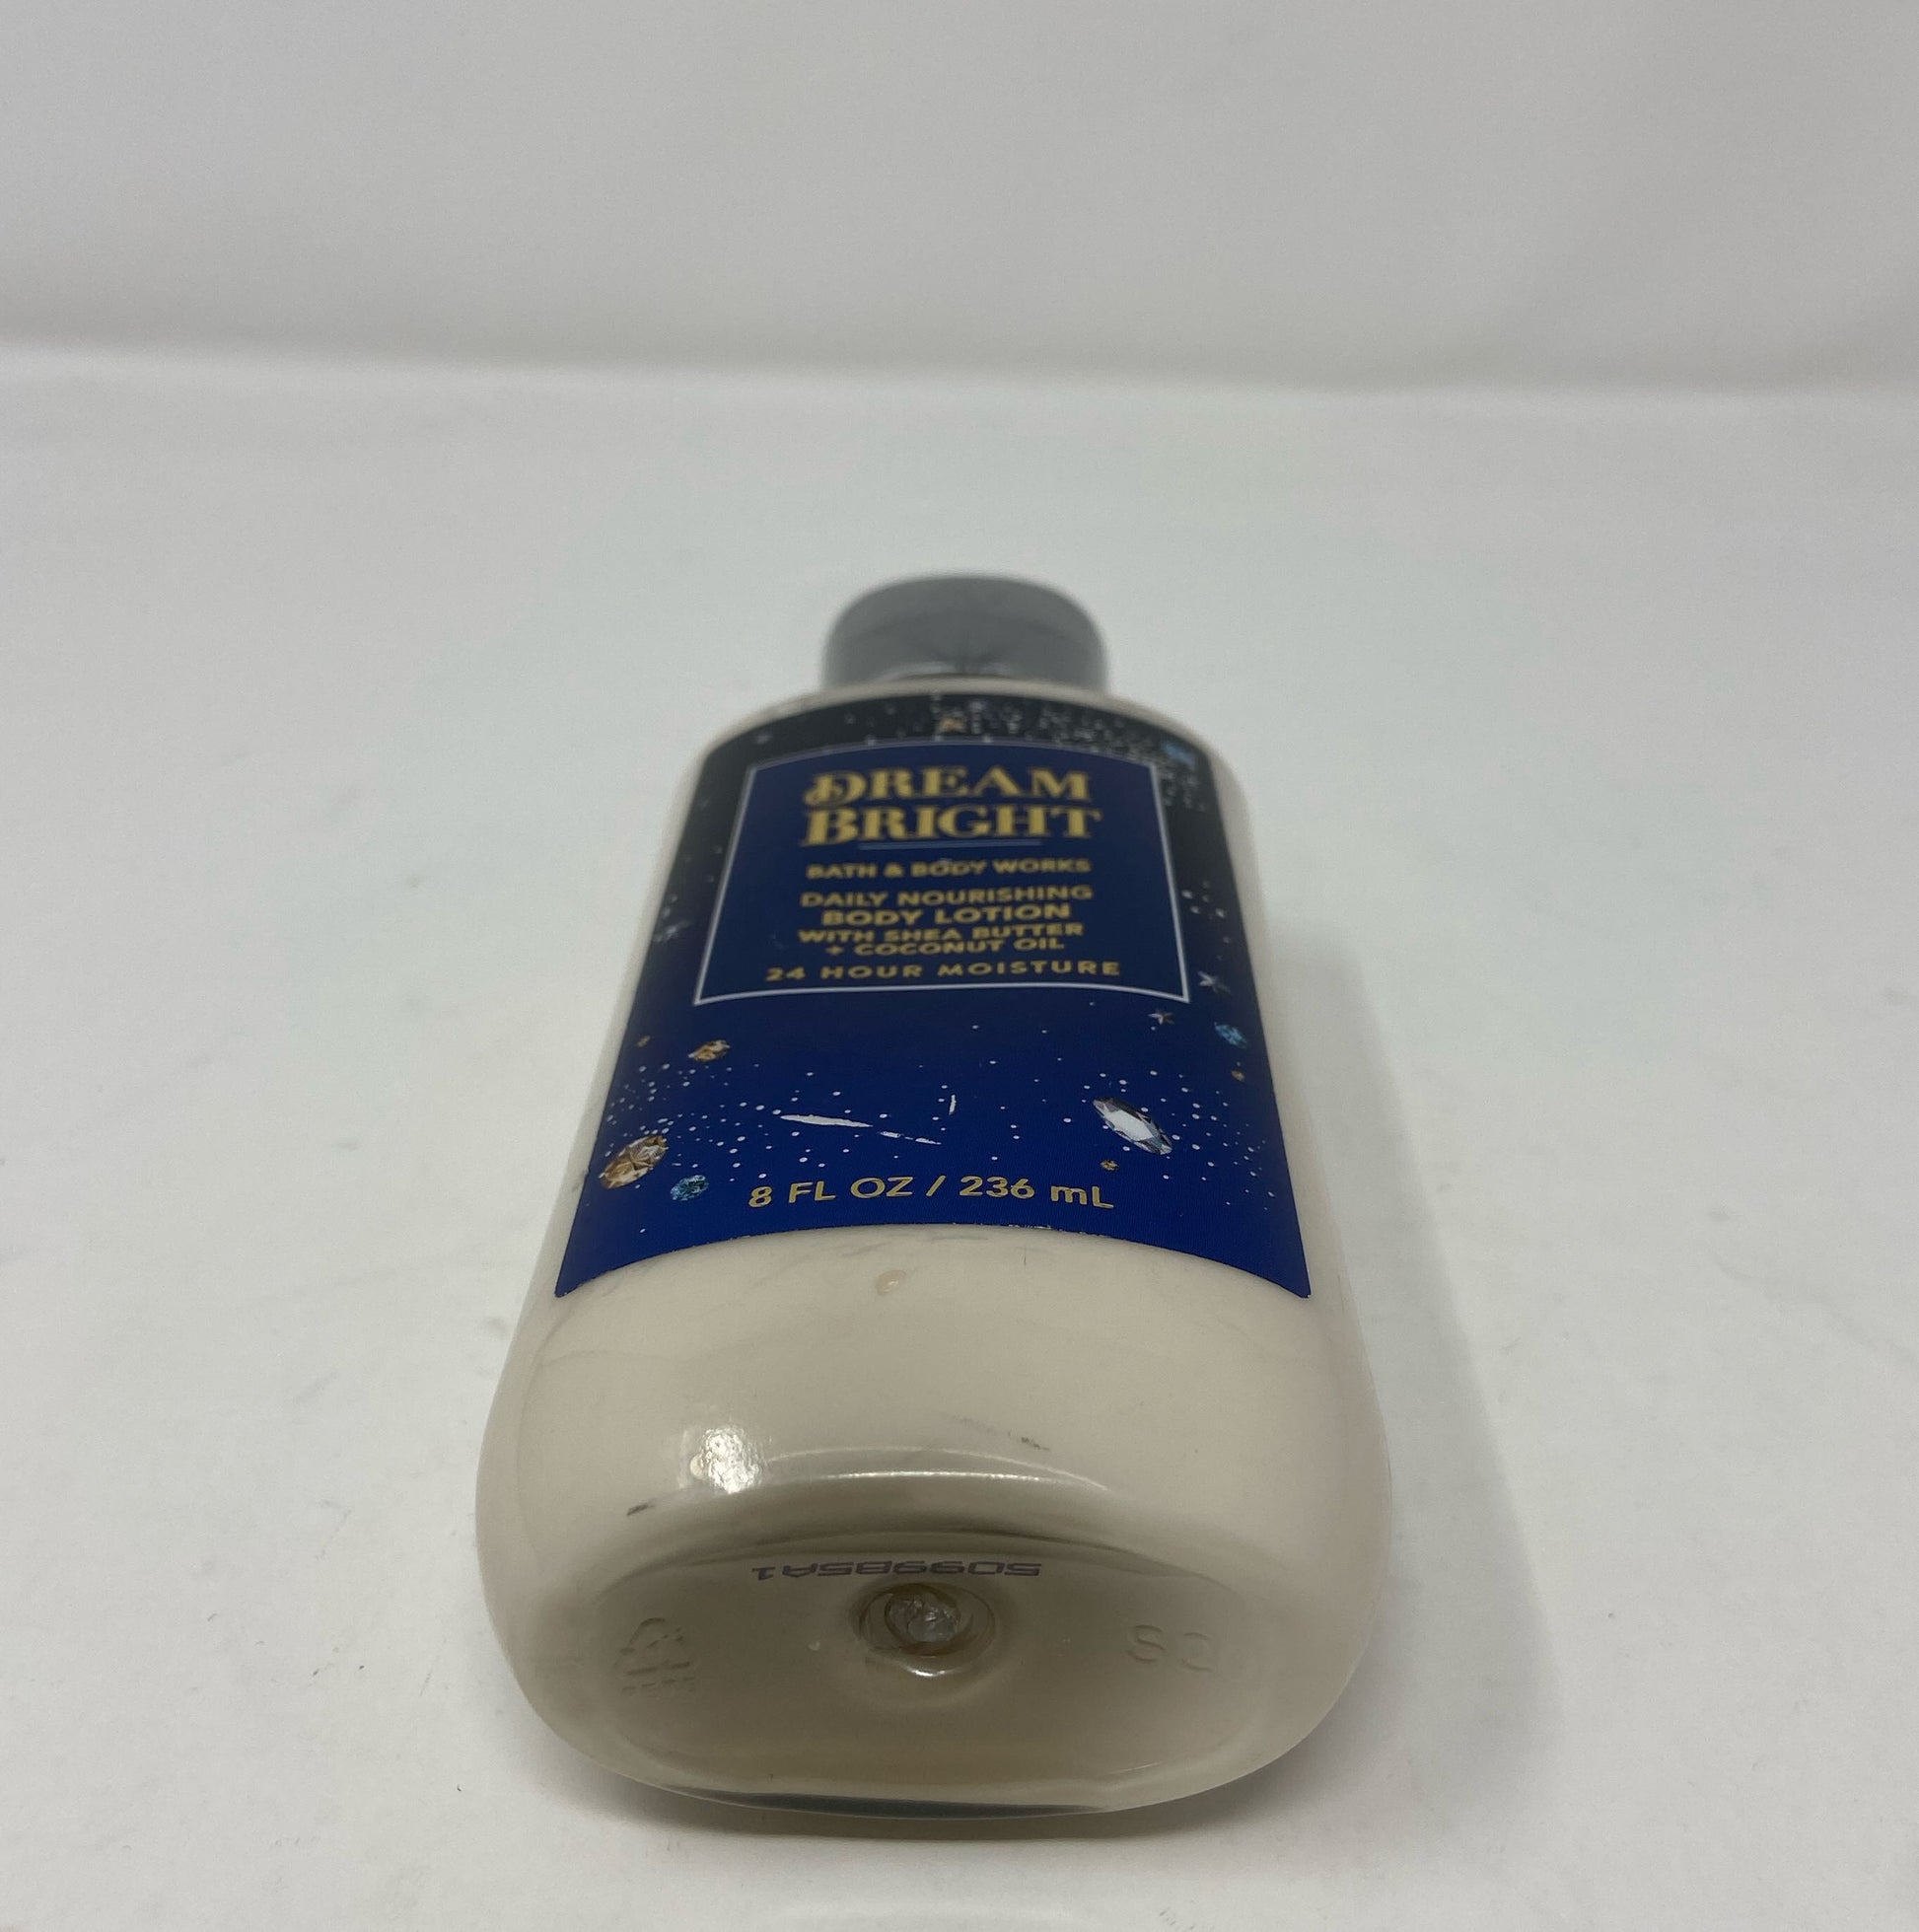 DREAM
BRIGHT
BATH & BODY WORKS
DAILY NOURISHING
BODY LOTION
WITH SHEA BUTTER
+ COCONUT OIL
24 HOUR MOISTURE
8 FL OZ / 236 mL
5099B5A1